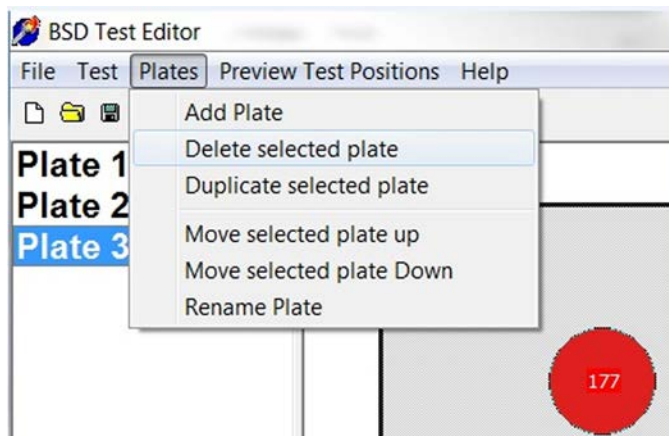 BSD Test Editor
File Test Plates Preview Test Positions Help
Add Plate
Delete selected plate
Duplicate selected plate
Move selected plate up
Move selected plate Down
Rename Plate
Plate 1
Plate 2
Plate 3
177